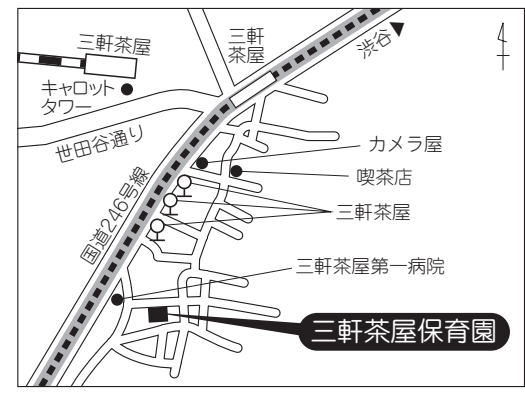 三軒茶屋
三軒
茶屋
渋谷
キャロット
タワー
世田谷通り
国道246号線
カメラ屋
喫茶店
三軒茶屋
三軒茶屋第一病院
三軒茶屋保育園